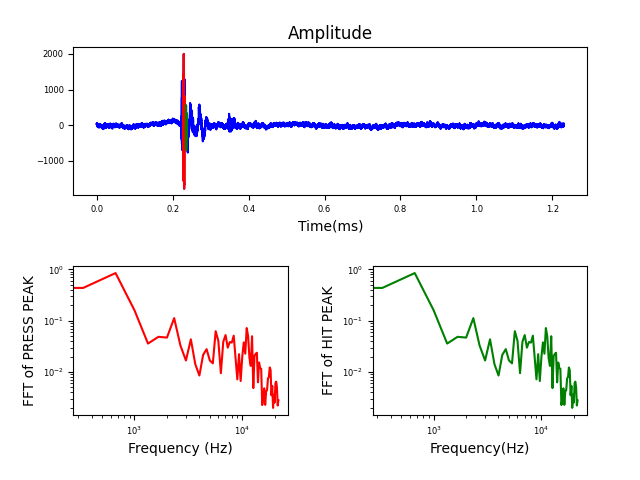 Amplitude
2000
1000
0
−1000
0.0 0.2 0.4 0.6 0.8 1.0 1.2
Time(ms)
FFT of PRESS PEAK
10⁰
10⁻¹
10⁻²
10³ 10⁴
Frequency (Hz)
FFT of HIT PEAK
10⁰
10⁻¹
10⁻²
10³ 10⁴
Frequency(Hz)